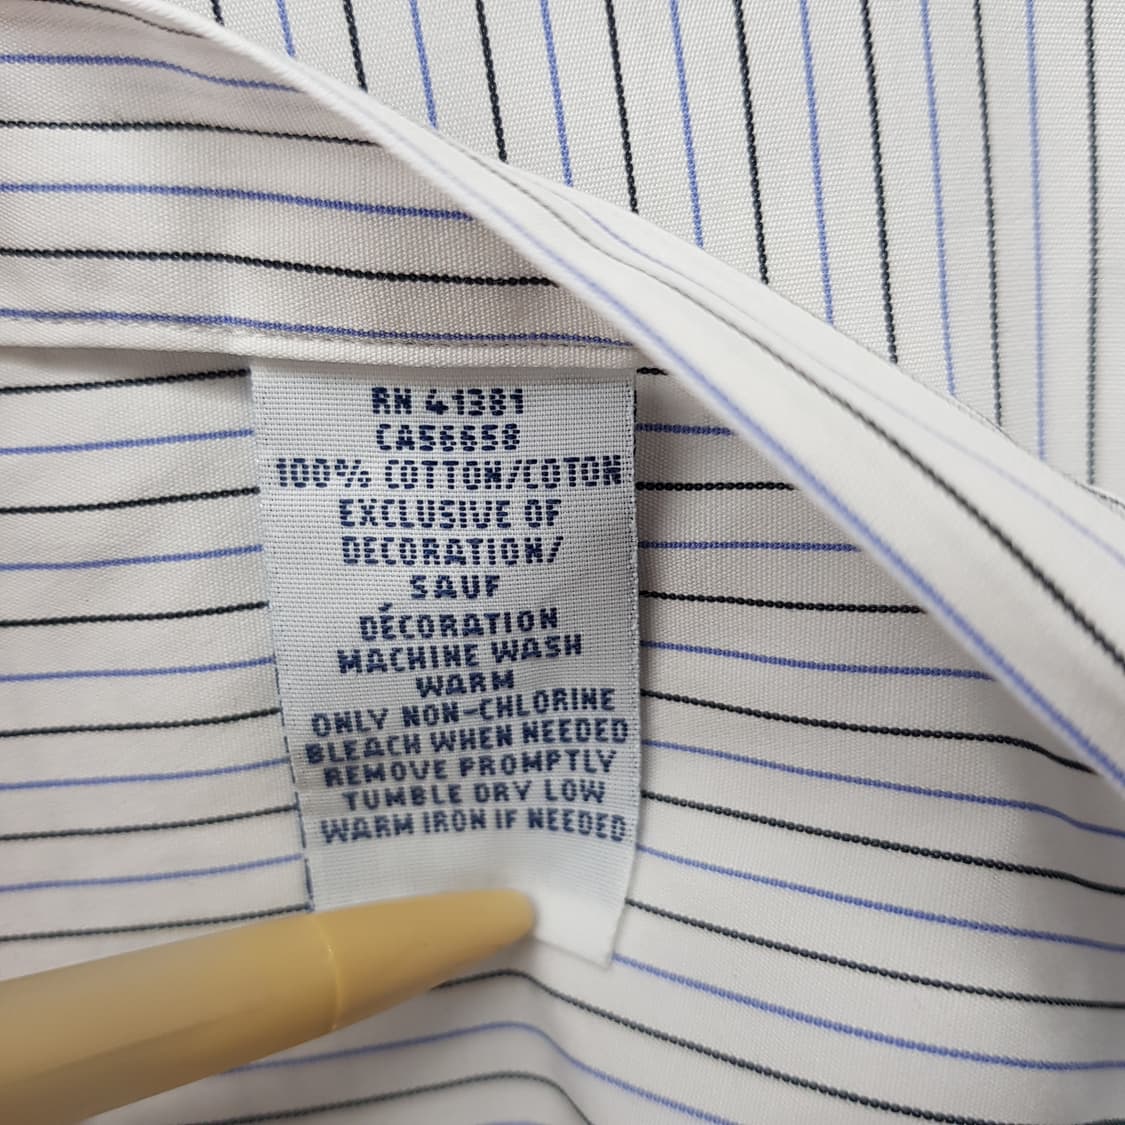 RN 41381
CA56658
100% COTTON/COTON
EXCLUSIVE OF
DECORATION/
SAUF
DÉCORATION
MACHINE WASH
WARM
ONLY NON-CHLORINE
BLEACH WHEN NEEDED
REMOVE PROMPTLY
TUMBLE DRY LOW
WARM IRON IF NEEDED